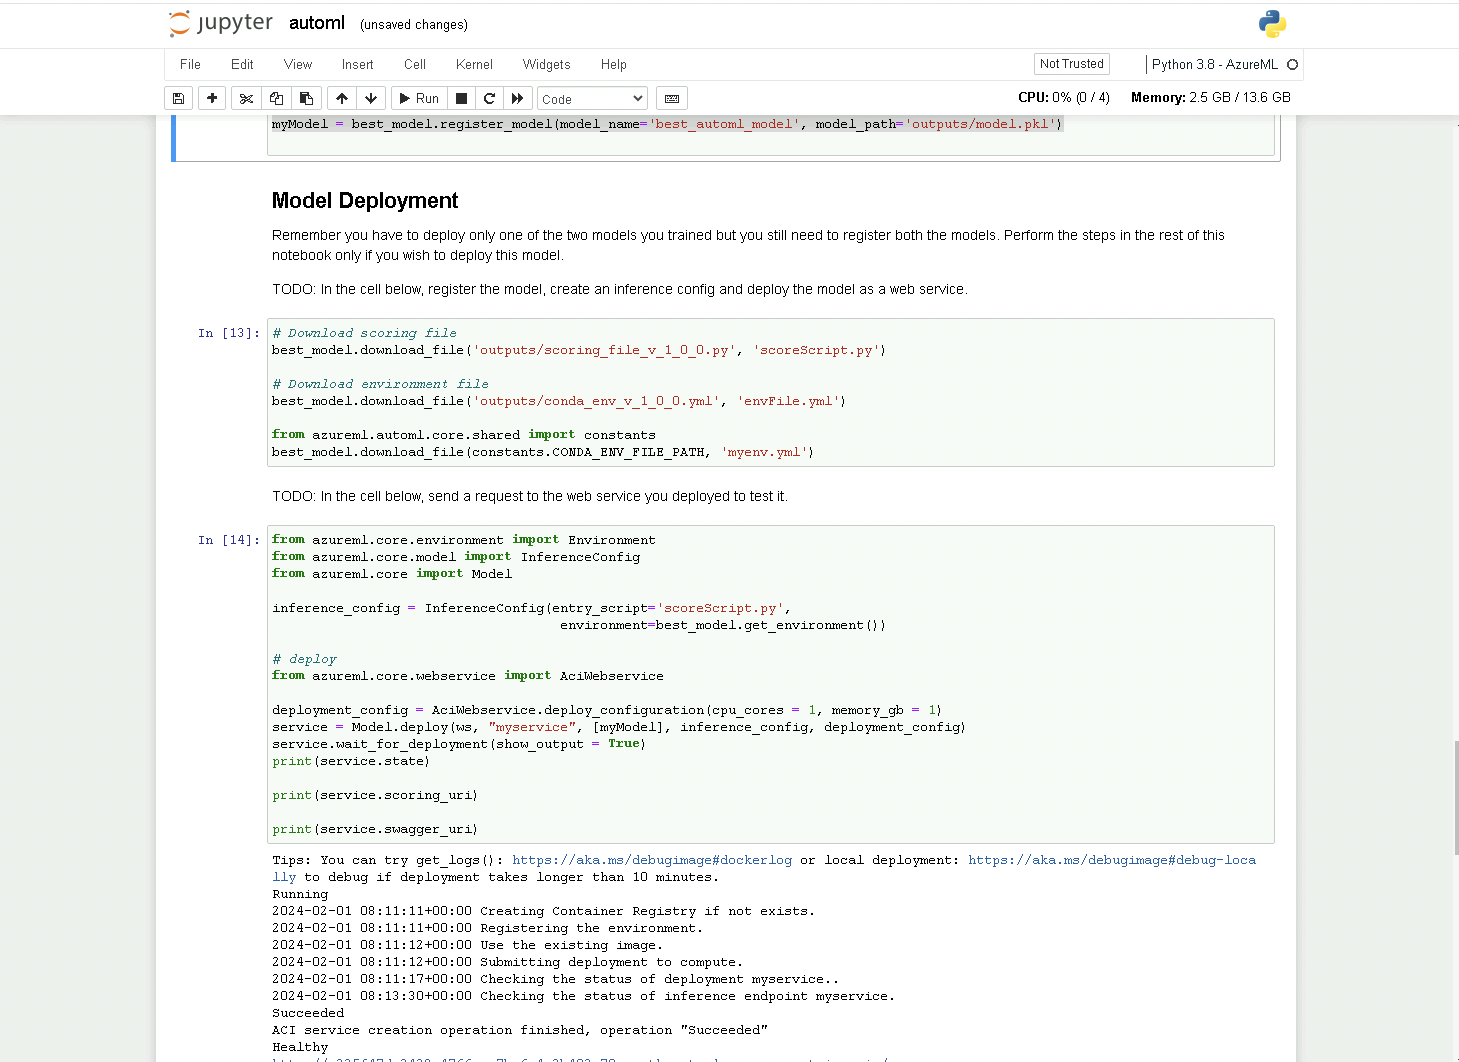 jupyter automl (unsaved changes)
File Edit View Insert Cell Kernel Widgets Help Not Trusted Python 3.8 - AzureML
Run Code CPU: 0% (0 / 4) Memory: 2.5 GB / 13.6 GB
myModel = best_model.register_model(model_name='best_automl_model', model_path='outputs/model.pkl')
Model Deployment
Remember you have to deploy only one of the two models you trained but you still need to register both the models. Perform the steps in the rest of this
notebook only if you wish to deploy this model.
TODO: In the cell below, register the model, create an inference config and deploy the model as a web service.
In [13]: # Download scoring file
best_model.download_file('outputs/scoring_file_v_1_0_0.py', 'scoreScript.py')
# Download environment file
best_model.download_file('outputs/conda_env_v_1_0_0.yml', 'envFile.yml')
from azureml.automl.core.shared import constants
best_model.download_file(constants.CONDA_ENV_FILE_PATH, 'myenv.yml')
TODO: In the cell below, send a request to the web service you deployed to test it.
In [14]: from azureml.core.environment import Environment
from azureml.core.model import InferenceConfig
from azureml.core import Model
inference_config = InferenceConfig(entry_script='scoreScript.py',
environment=best_model.get_environment())
# deploy
from azureml.core.webservice import AciWebservice
deployment_config = AciWebservice.deploy_configuration(cpu_cores = 1, memory_gb = 1)
service = Model.deploy(ws, "myservice", [myModel], inference_config, deployment_config)
service.wait_for_deployment(show_output = True)
print(service.state)
print(service.scoring_uri)
print(service.swagger_uri)
Tips: You can try get_logs(): https://aka.ms/debugimage#dockerlog or local deployment: https://aka.ms/debugimage#debug-loca
lly to debug if deployment takes longer than 10 minutes.
Running
2024-02-01 08:11:11+00:00 Creating Container Registry if not exists.
2024-02-01 08:11:11+00:00 Registering the environment.
2024-02-01 08:11:12+00:00 Use the existing image.
2024-02-01 08:11:12+00:00 Submitting deployment to compute.
2024-02-01 08:11:17+00:00 Checking the status of deployment myservice..
2024-02-01 08:13:30+00:00 Checking the status of inference endpoint myservice.
Succeeded
ACI service creation operation finished, operation "Succeeded"
Healthy